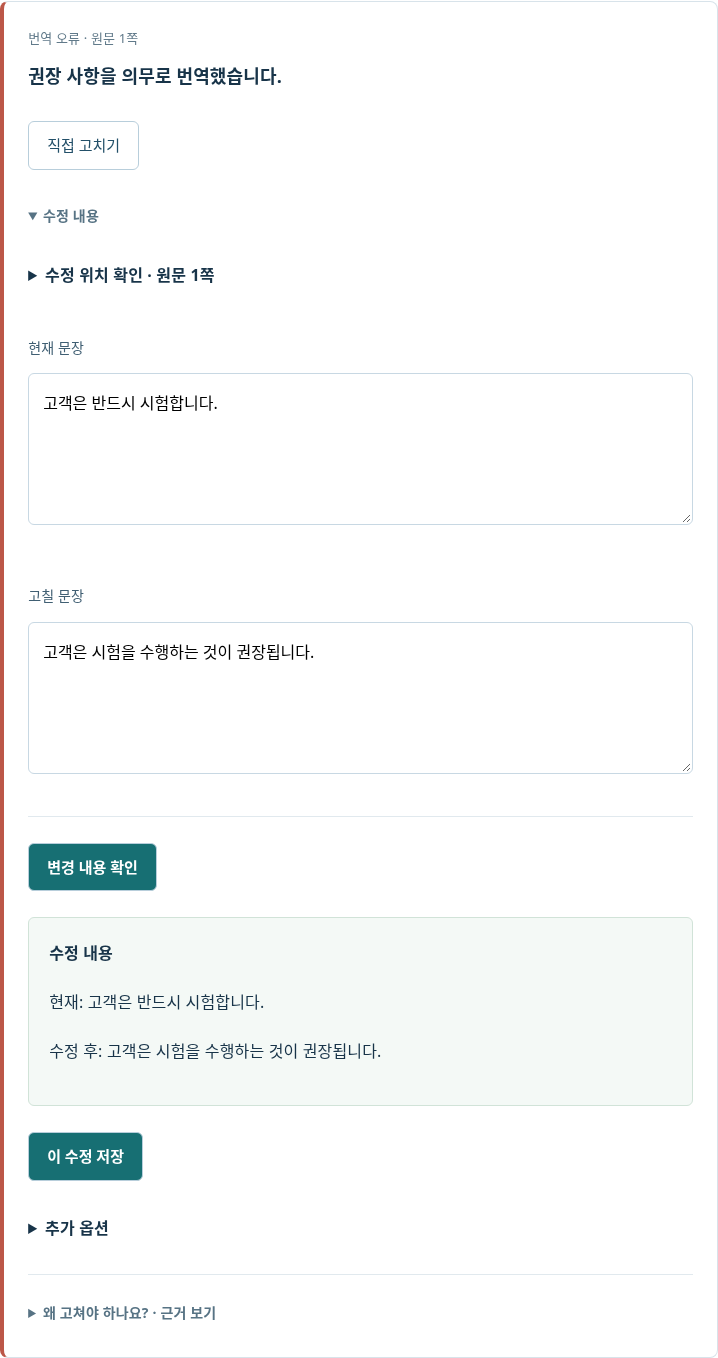 번역 오류 · 원문 1쪽
권장 사항을 의무로 번역했습니다.
직접 고치기
▼ 수정 내용
▶ 수정 위치 확인 · 원문 1쪽
현재 문장
고객은 반드시 시험합니다.
고칠 문장
고객은 시험을 수행하는 것이 권장됩니다.
변경 내용 확인
수정 내용
현재: 고객은 반드시 시험합니다.
수정 후: 고객은 시험을 수행하는 것이 권장됩니다.
이 수정 저장
▶ 추가 옵션
▶ 왜 고쳐야 하나요? · 근거 보기